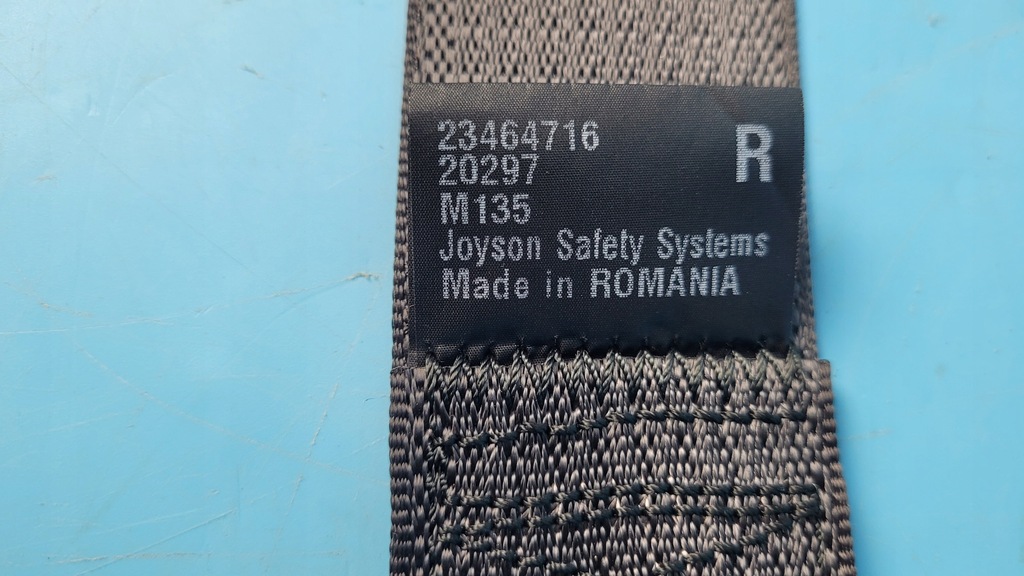 23464716
R
20297
M135
Joyson Safety Systems
Made in ROMANIA